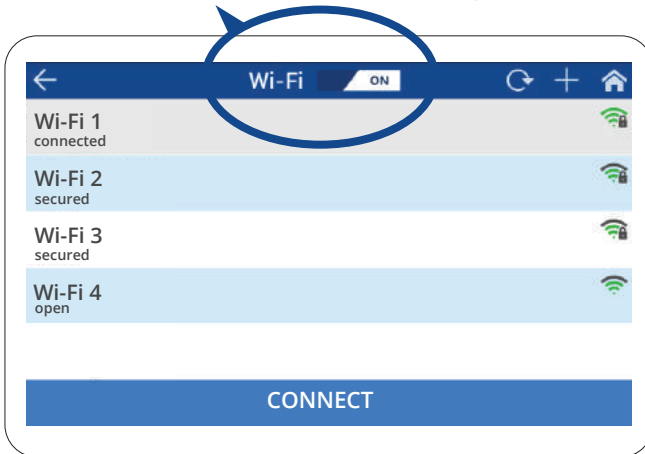 Wi-Fi ON
Wi-Fi 1
connected
Wi-Fi 2
secured
Wi-Fi 3
secured
Wi-Fi 4
open
CONNECT